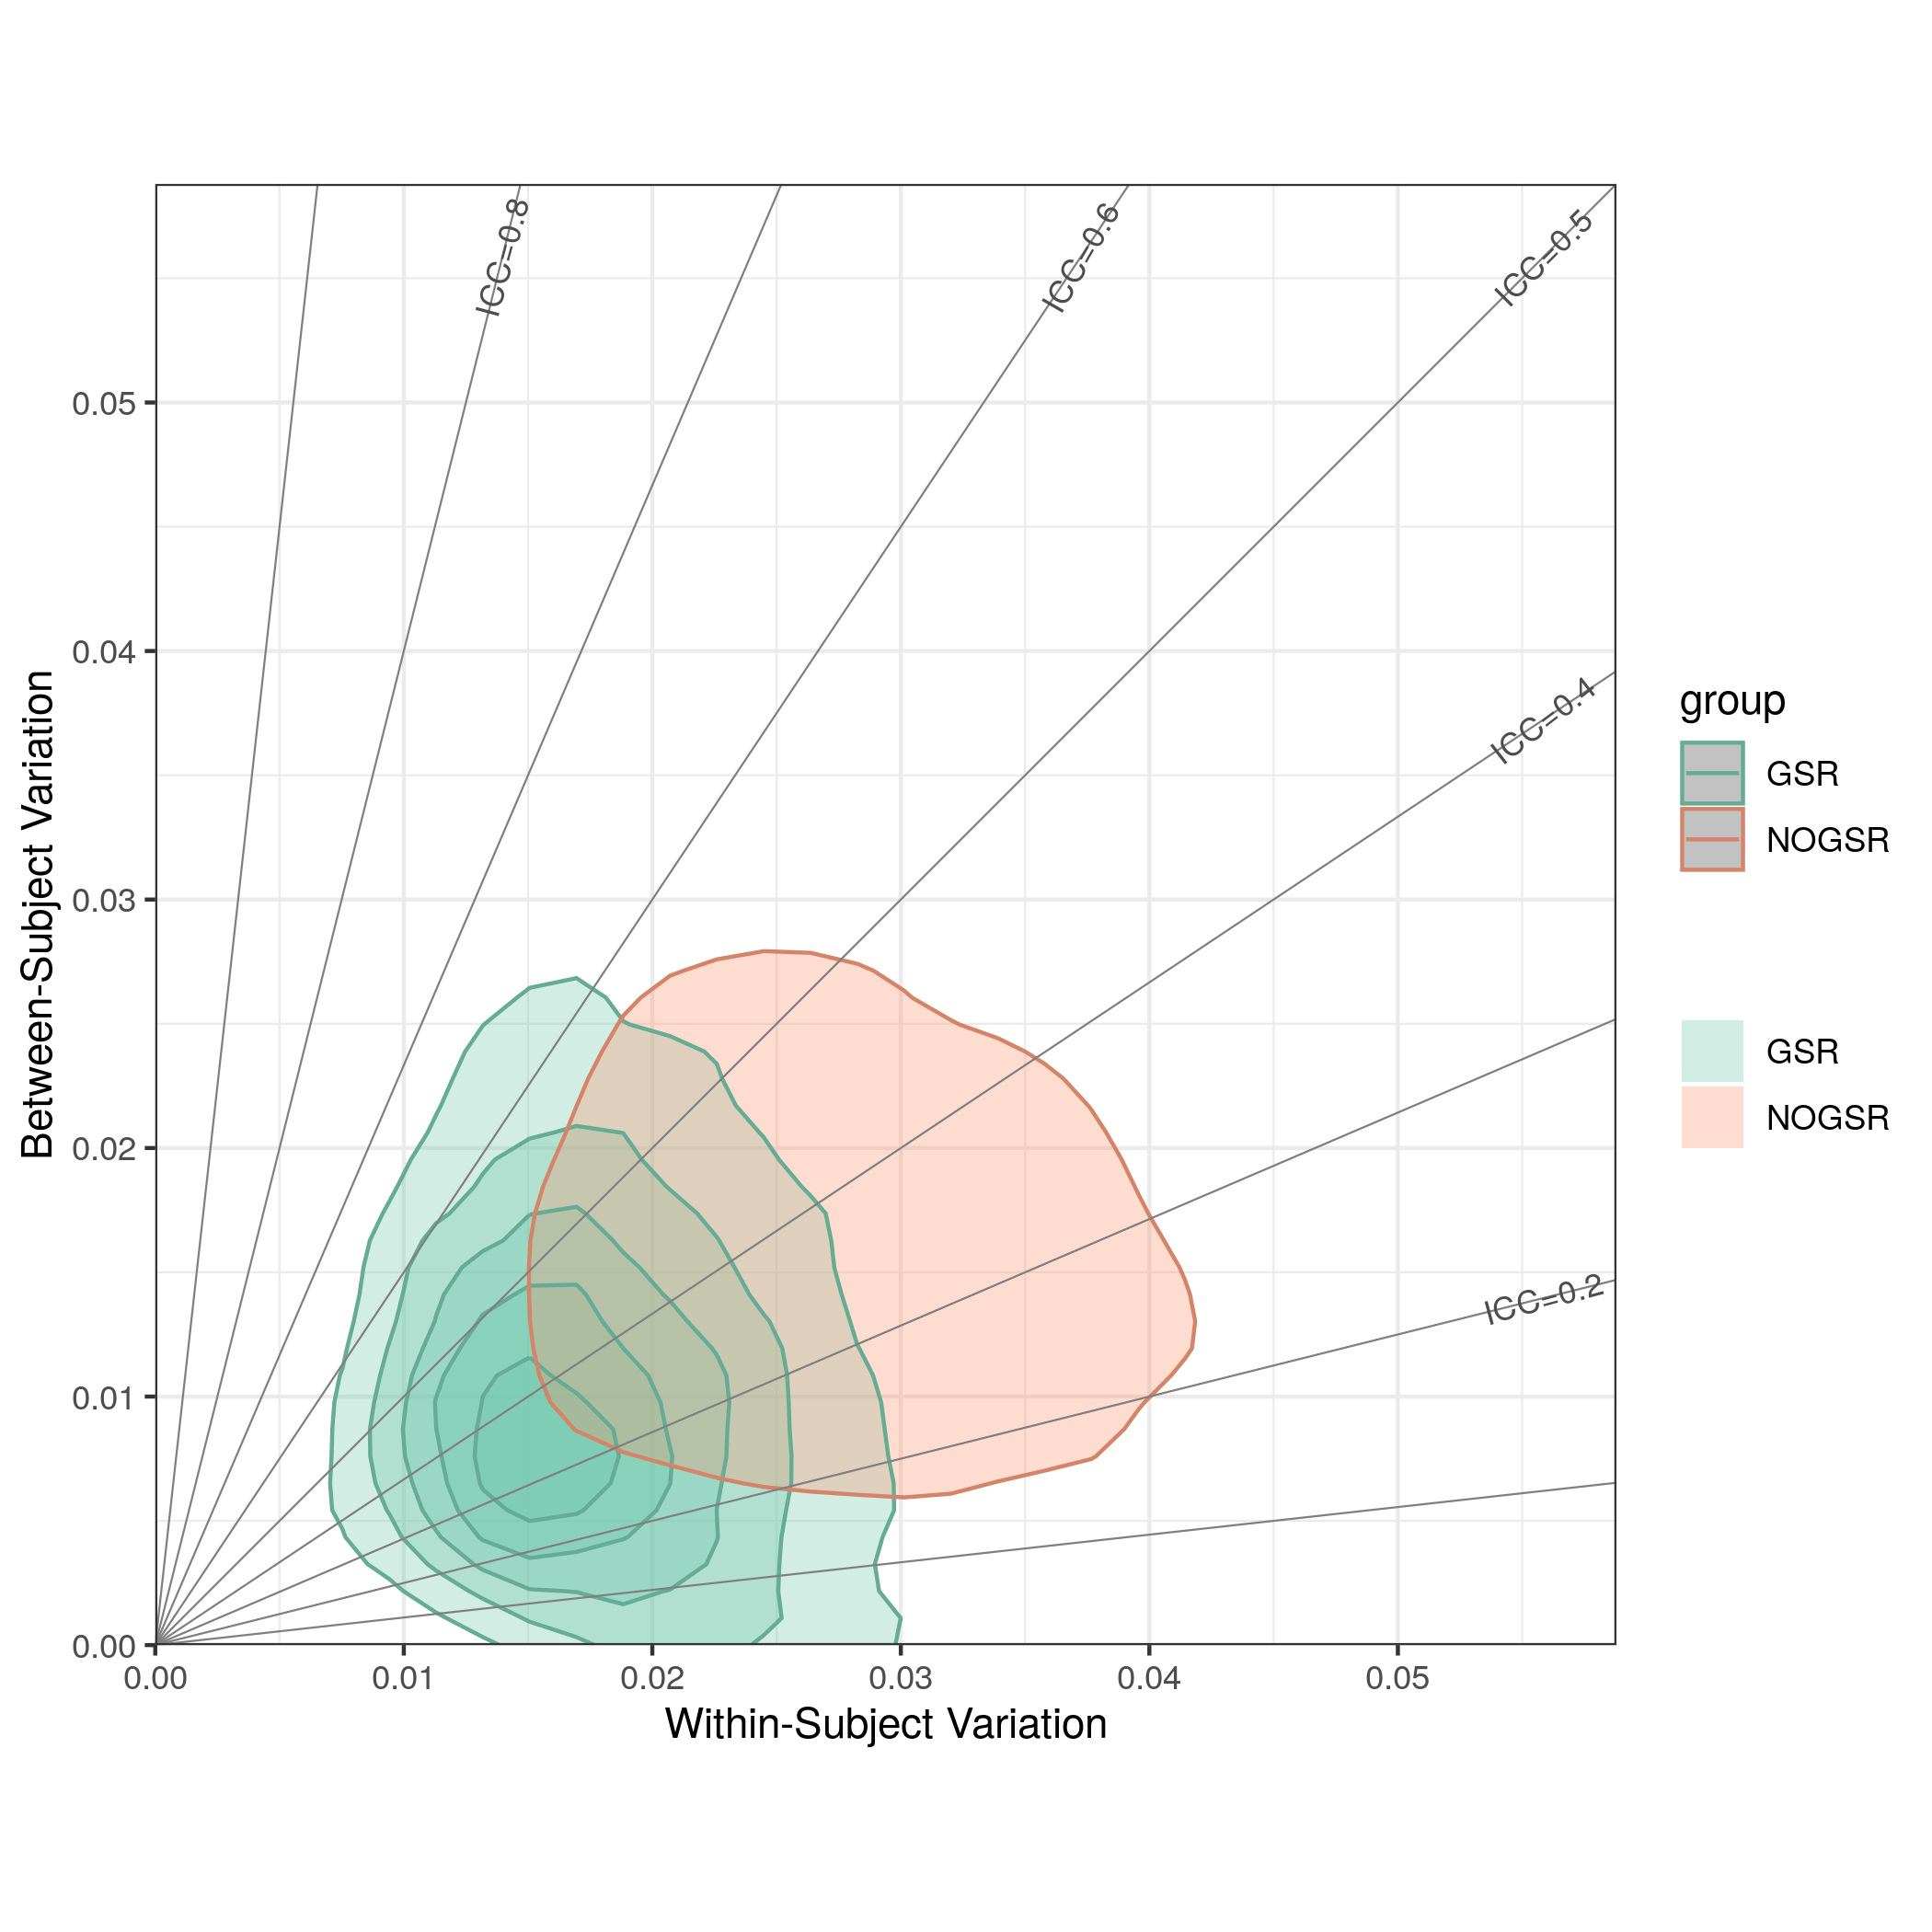 ICC=0.8
ICC=0.6
ICC=0.5
ICC=0.4
ICC=0.2
Between-Subject Variation
0.05
0.04
0.03
0.02
0.01
0.00
0.00
0.01
0.02
0.03
0.04
0.05
Within-Subject Variation
group
GSR
NOGSR
GSR
NOGSR